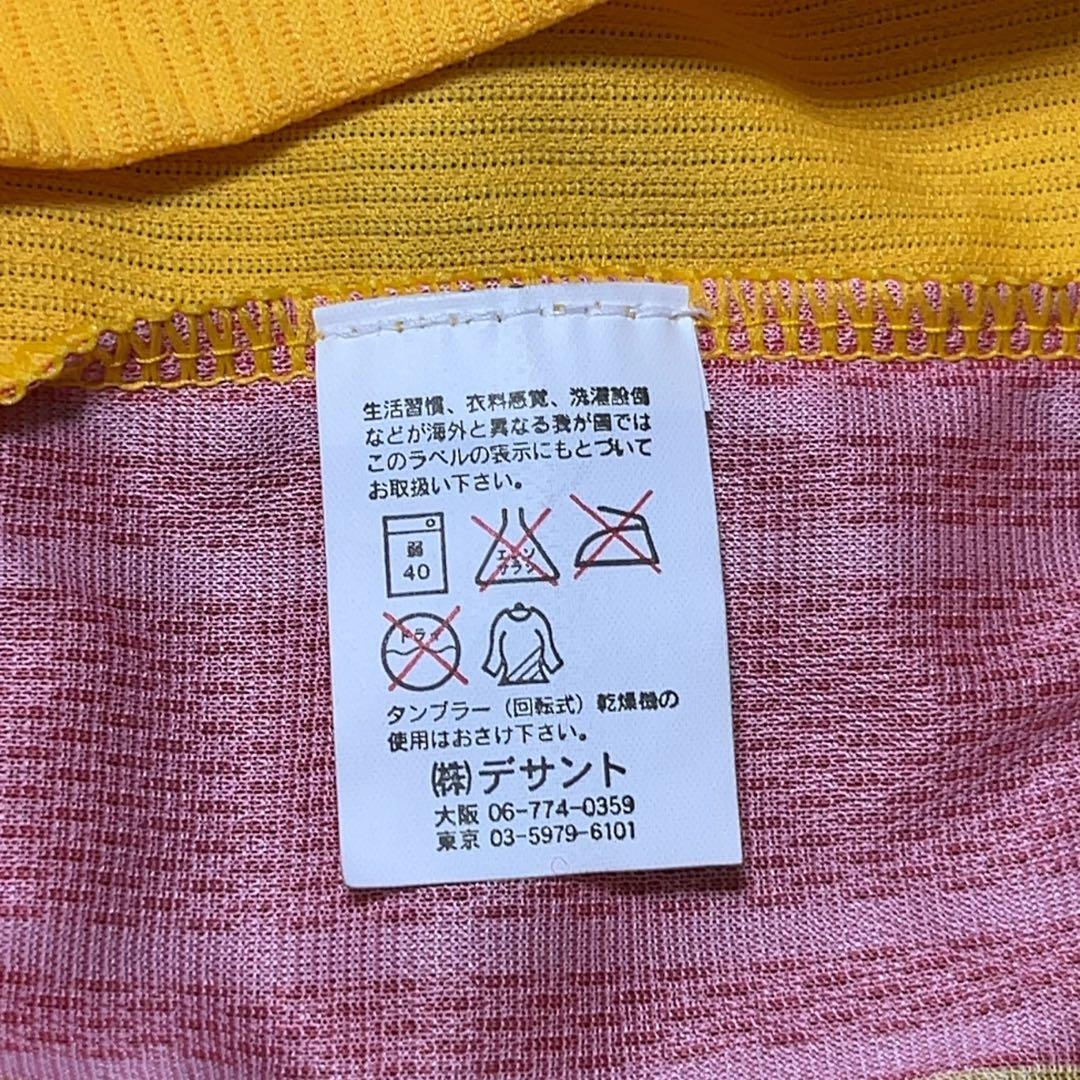 生活習慣、衣料感覚、洗濯設備
などが海外と異なる我が国では
このラベルの表示にもとづいて
お取扱い下さい。
弱
40
エンソ
サラシ
ドライ
タンブラー（回転式）乾燥機の
使用はおさけ下さい。
㈱デサント
大阪 06-774-0359
東京 03-5979-6101